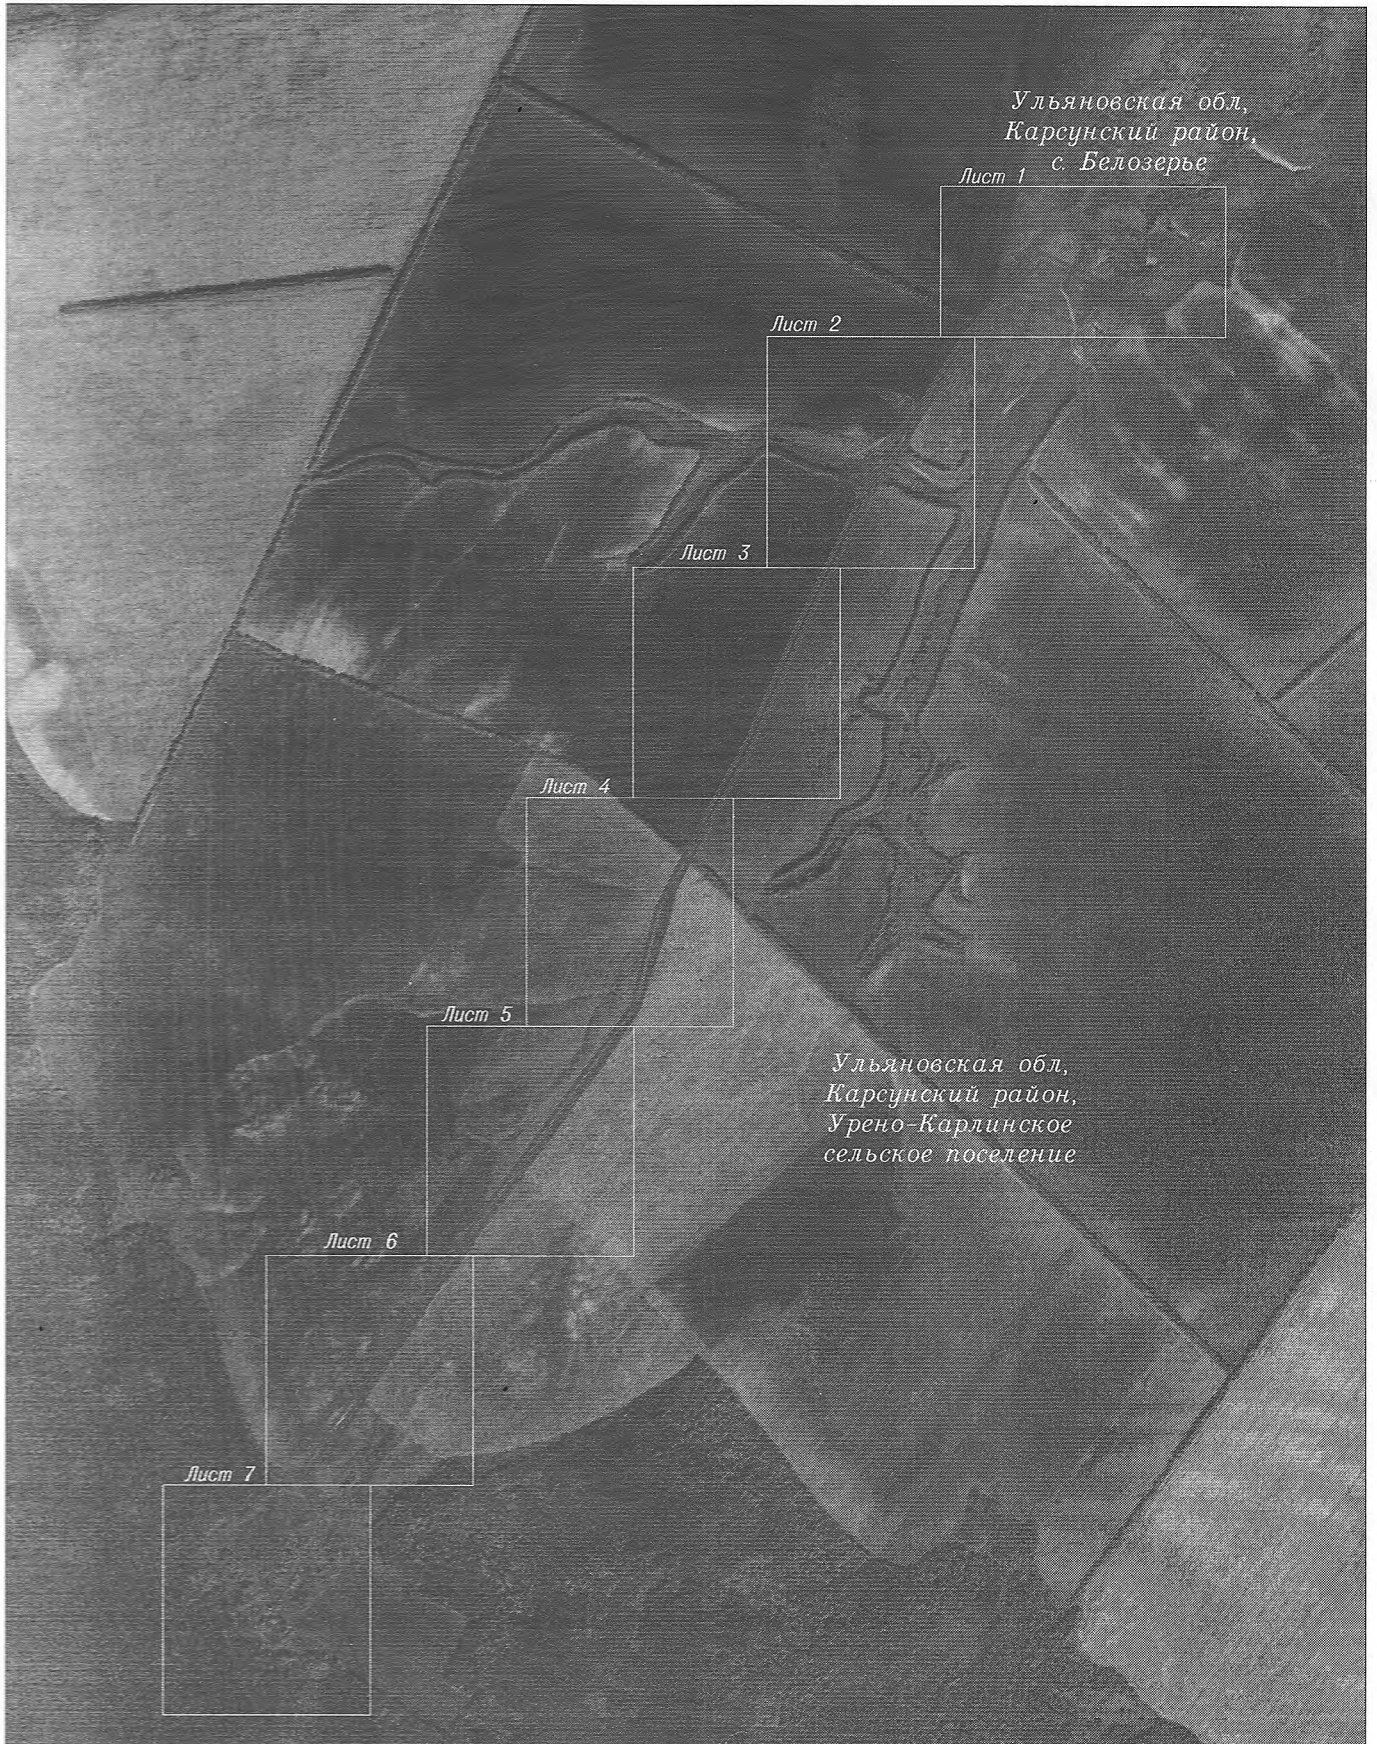 Ульяновская обл,
Карсунский район,
с. Белозерье
Лист 1
Лист 2
Лист 3
Лист 4
Лист 5
Ульяновская обл,
Карсунский район,
Урено-Карлинское
сельское поселение
Лист 6
Лист 7